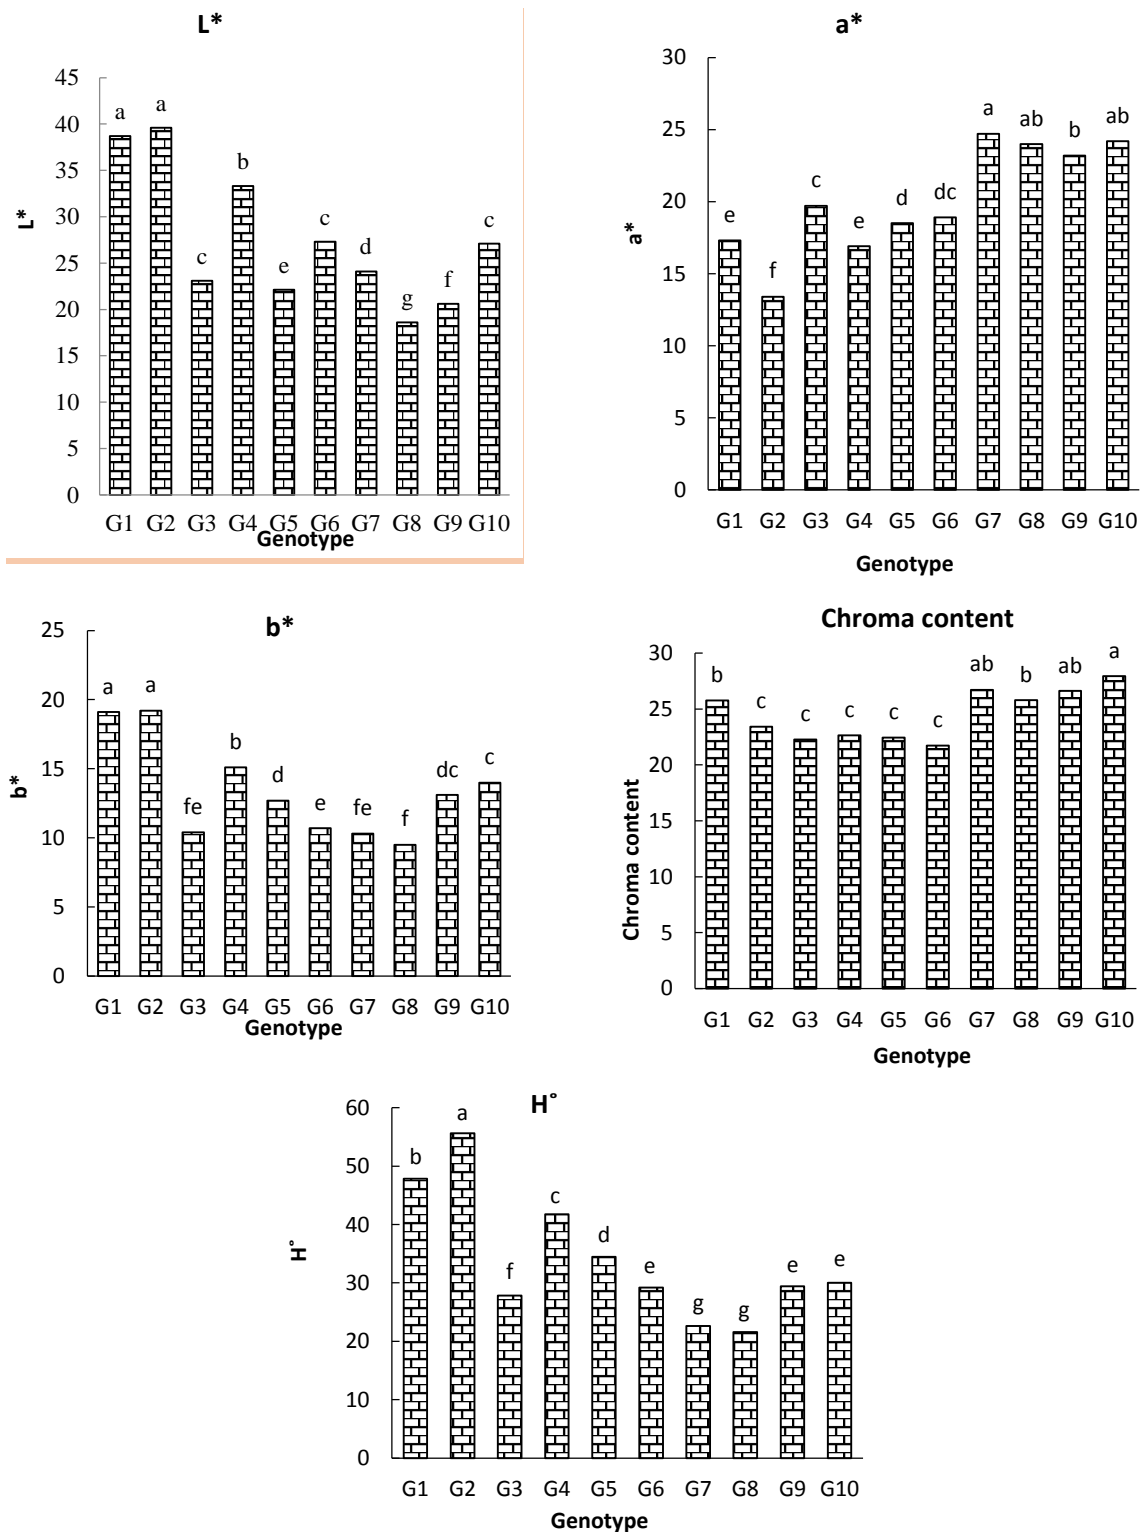 L*
L*
45
40
35
30
25
20
15
10
5
0
a a c b e c d g f c
G1 G2 G3 G4 G5 G6 G7 G8 G9 G10
Genotype
a*
a*
30
25
20
15
10
5
0
e f c e d dc a ab b ab
G1 G2 G3 G4 G5 G6 G7 G8 G9 G10
Genotype
b*
b*
25
20
15
10
5
0
a a fe b d e fe f dc c
G1 G2 G3 G4 G5 G6 G7 G8 G9 G10
Genotype
Chroma content
Chroma content
30
25
20
15
10
5
0
b c c c c c ab b ab a
G1 G2 G3 G4 G5 G6 G7 G8 G9 G10
Genotype
H°
H°
60
50
40
30
20
10
0
b a f c d e g g e e
G1 G2 G3 G4 G5 G6 G7 G8 G9 G10
Genotype